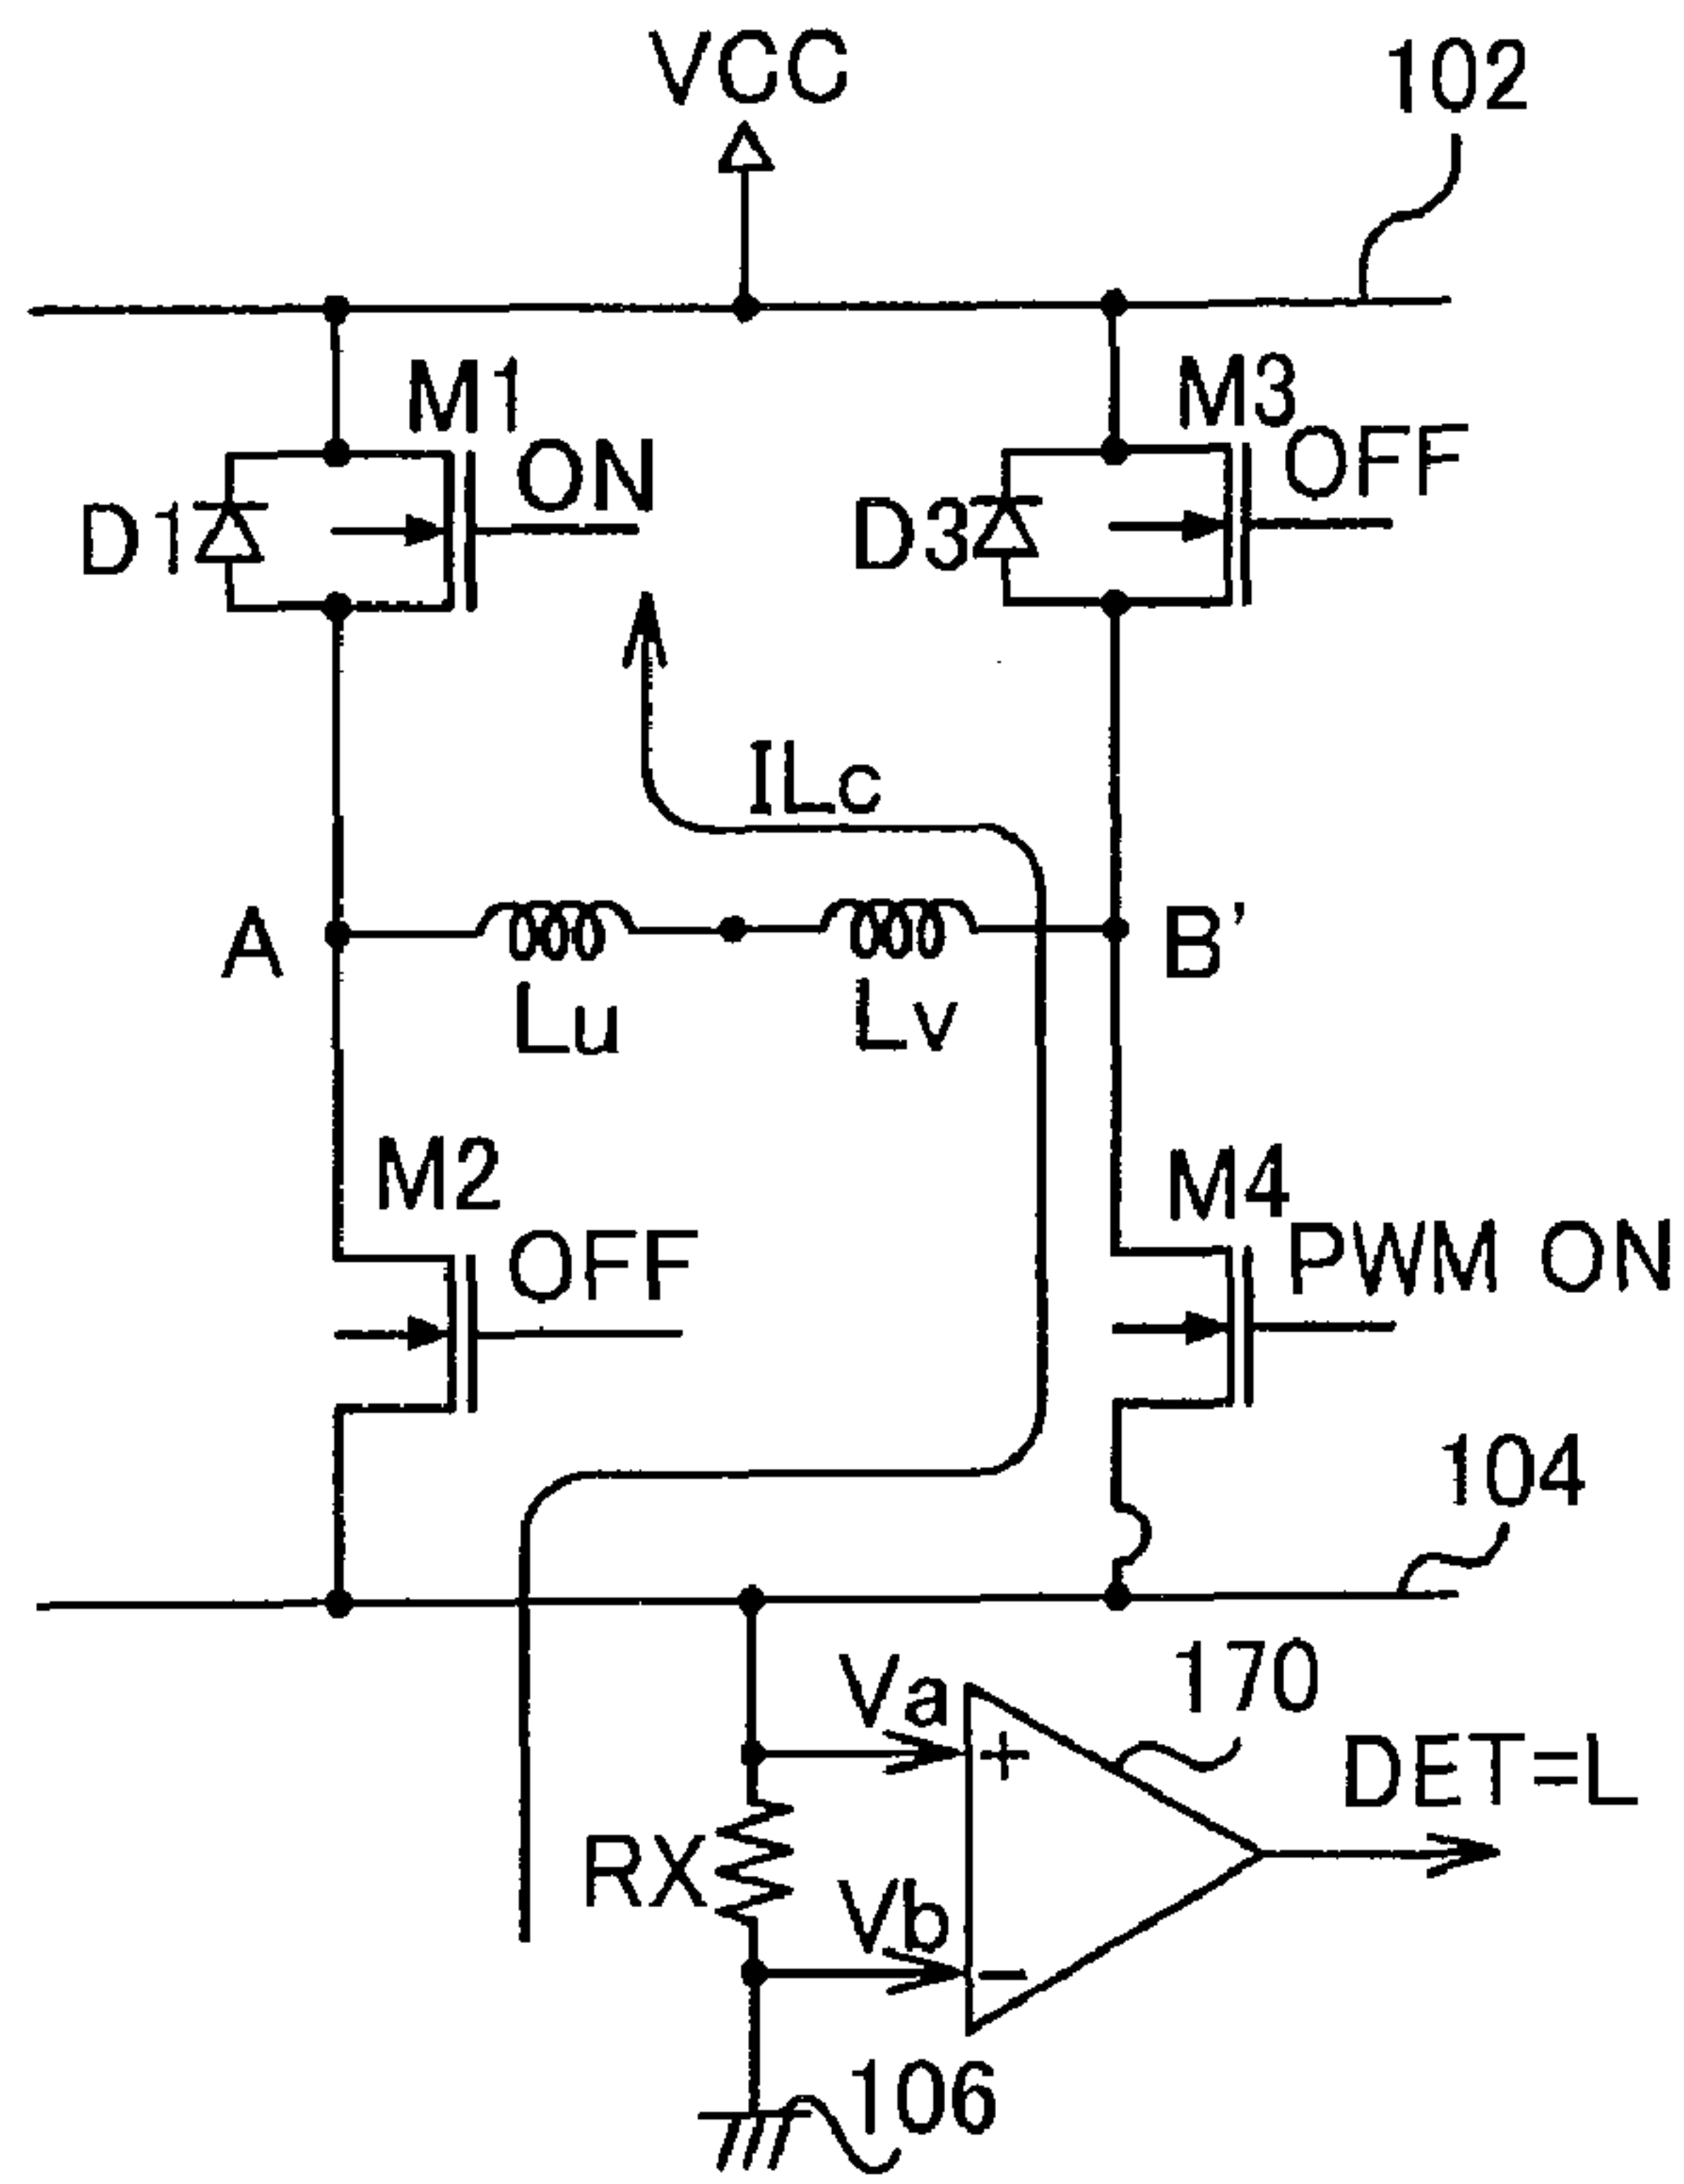 VCC
102
M1
ON
D1
M3
OFF
D3
ILc
A
Lu
Lv
B'
M2
OFF
M4
PWM ON
104
Va
170
+
DET=L
RX
Vb
-
106